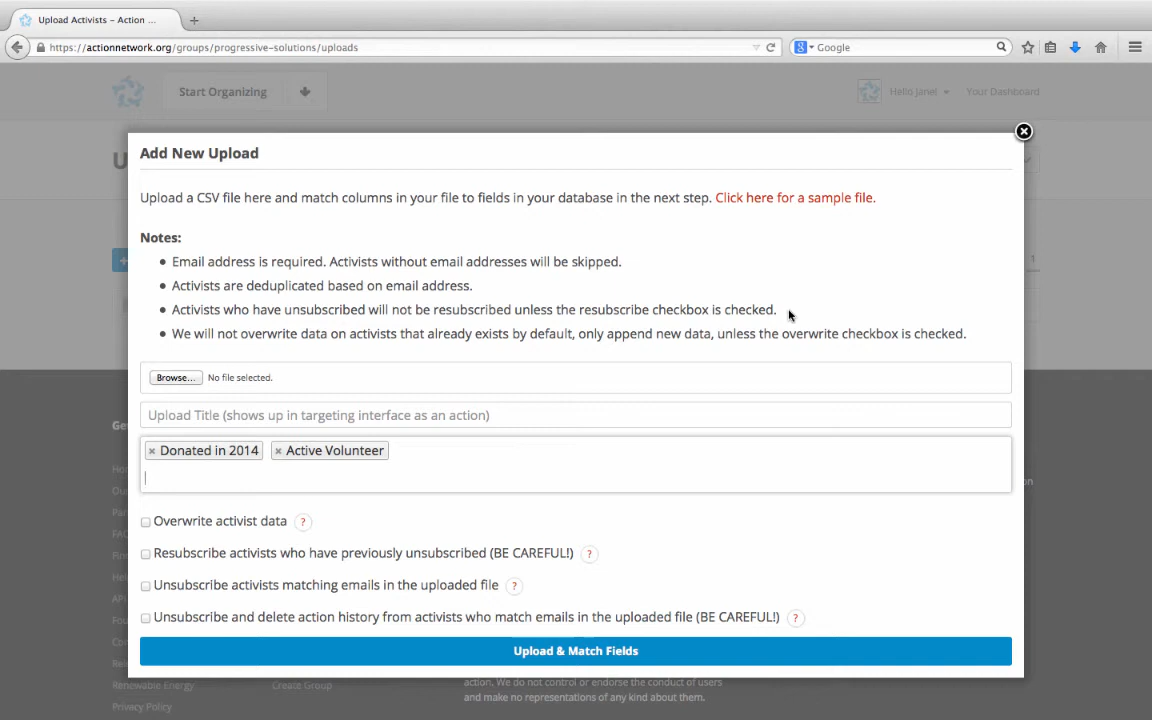 Upload Activists – Action ...
https://actionnetwork.org/groups/progressive-solutions/uploads
Google
Start Organizing
Hello Janel
Your Dashboard
U
Add New Upload
Upload a CSV file here and match columns in your file to fields in your database in the next step. Click here for a sample file.
Notes:
Email address is required. Activists without email addresses will be skipped.
Activists are deduplicated based on email address.
Activists who have unsubscribed will not be resubscribed unless the resubscribe checkbox is checked.
We will not overwrite data on activists that already exists by default, only append new data, unless the overwrite checkbox is checked.
1
Browse... No file selected.
Upload Title (shows up in targeting interface as an action)
× Donated in 2014 × Active Volunteer
Overwrite activist data ?
Resubscribe activists who have previously unsubscribed (BE CAREFUL!) ?
Unsubscribe activists matching emails in the uploaded file ?
Unsubscribe and delete action history from activists who match emails in the uploaded file (BE CAREFUL!) ?
Upload & Match Fields
Renewable Energy
Create Group
action. We do not control or endorse the conduct of users
and make no representations of any kind about them.
Privacy Policy